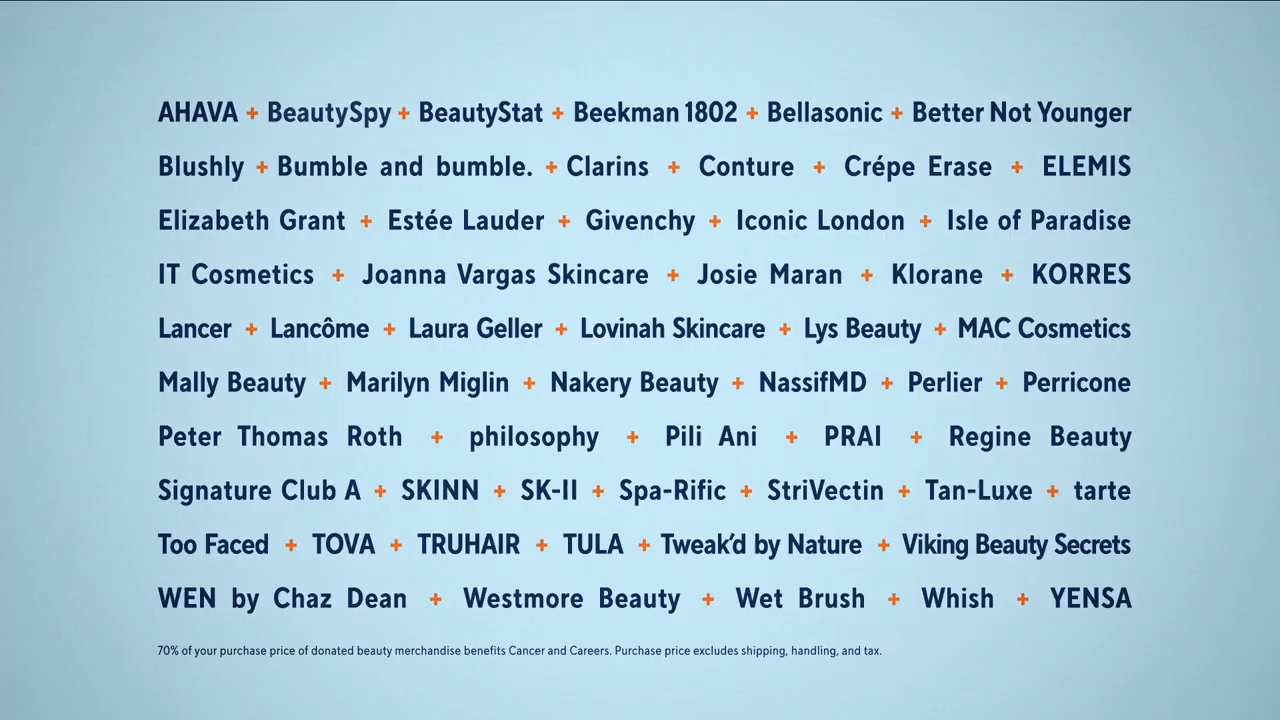 AHAVA + BeautySpy + BeautyStat + Beekman 1802 + Bellasonic + Better Not Younger
Blushly + Bumble and bumble. + Clarins + Conture + Crépe Erase + ELEMIS
Elizabeth Grant + Estée Lauder + Givenchy + Iconic London + Isle of Paradise
IT Cosmetics + Joanna Vargas Skincare + Josie Maran + Klorane + KORRES
Lancer + Lancôme + Laura Geller + Lovinah Skincare + Lys Beauty + MAC Cosmetics
Mally Beauty + Marilyn Miglin + Nakery Beauty + NassifMD + Perlier + Perricone
Peter Thomas Roth + philosophy + Pili Ani + PRAI + Regine Beauty
Signature Club A + SKINN + SK-II + Spa-Rific + StriVectin + Tan-Luxe + tarte
Too Faced + TOVA + TRUHAIR + TULA + Tweak'd by Nature + Viking Beauty Secrets
WEN by Chaz Dean + Westmore Beauty + Wet Brush + Whish + YENSA
70% of your purchase price of donated beauty merchandise benefits Cancer and Careers. Purchase price excludes shipping, handling, and tax.